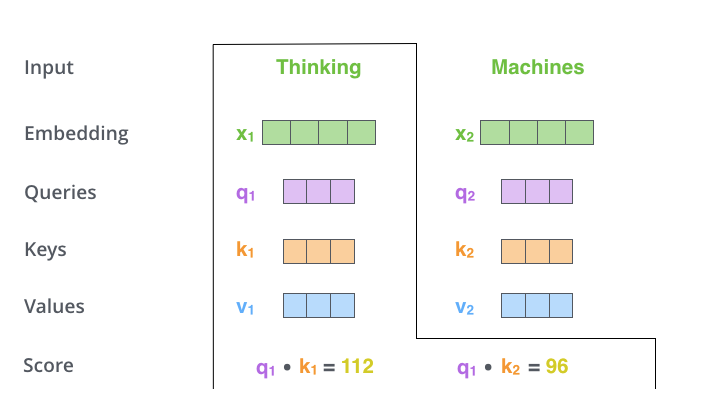 Input Thinking Machines
Embedding x₁ x₂
Queries q₁ q₂
Keys k₁ k₂
Values v₁ v₂
Score q₁ • k₁ = 112 q₁ • k₂ = 96